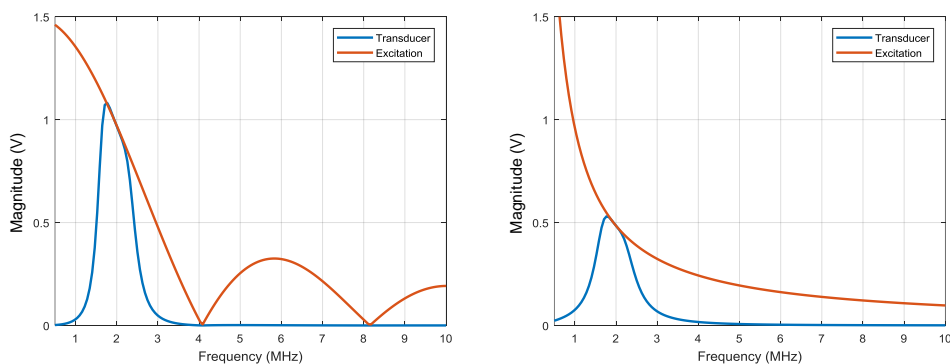 1.5
1
0.5
0
Magnitude (V)
1 2 3 4 5 6 7 8 9 10
Frequency (MHz)
Transducer
Excitation
1.5
1
0.5
0
Magnitude (V)
1 2 3 4 5 6 7 8 9 10
Frequency (MHz)
Transducer
Excitation